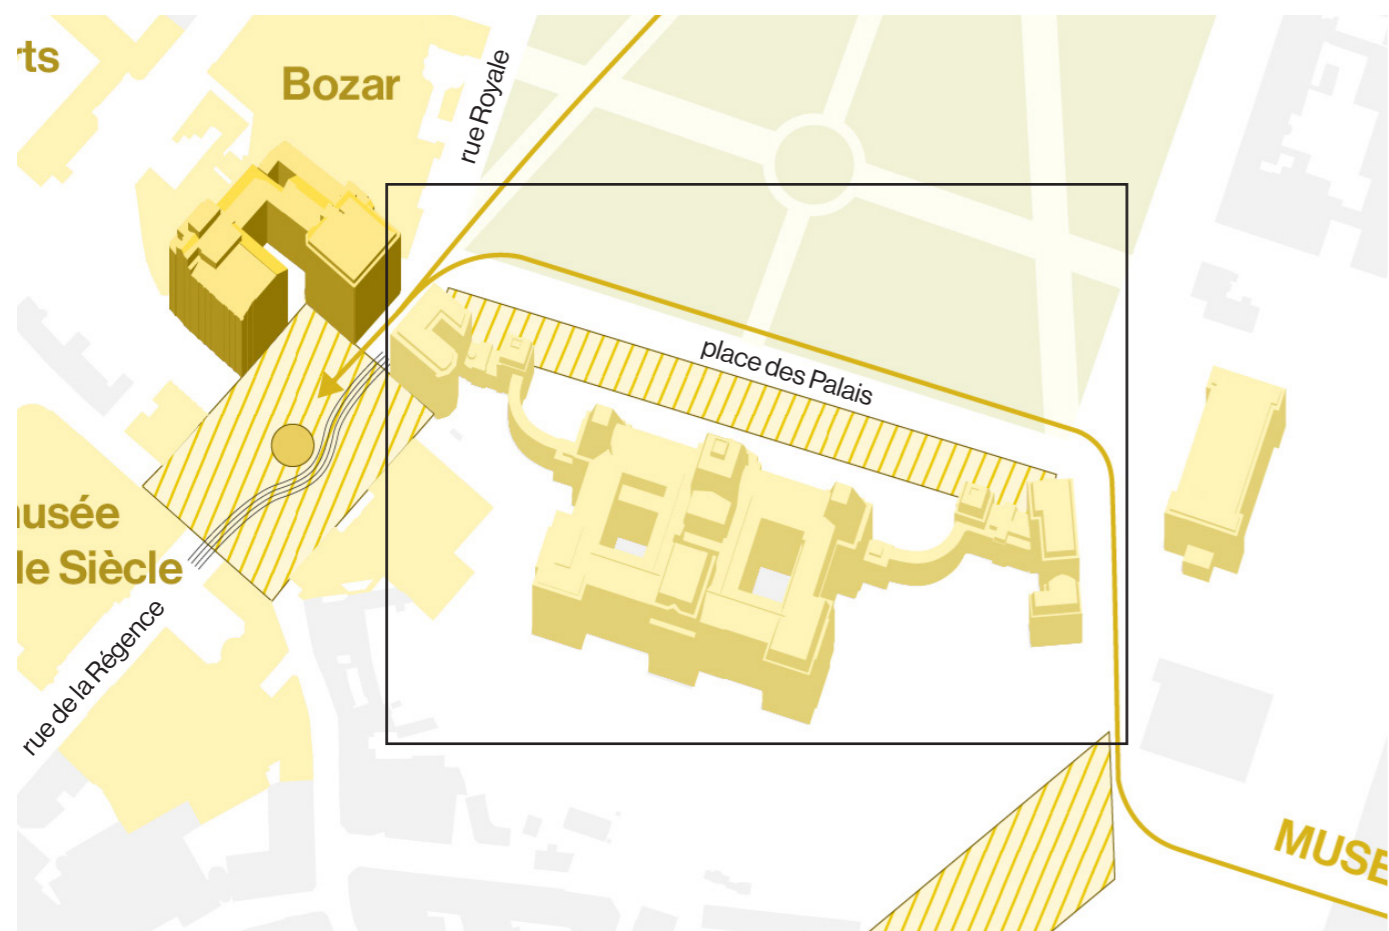 rts
Bozar
rue Royale
place des Palais
usée
le Siècle
rue de la Régence
MUSE